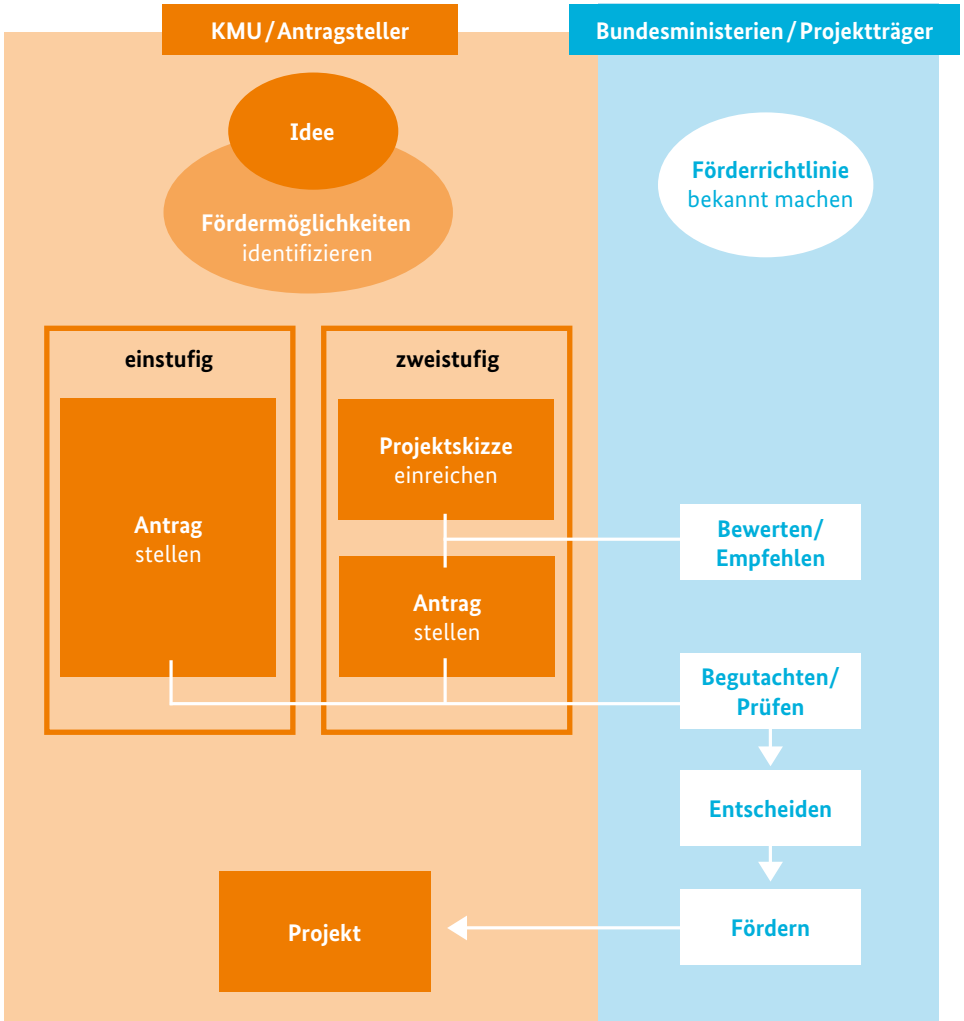 KMU / Antragsteller
Bundesministerien / Projektträger
Idee
Fördermöglichkeiten
identifizieren
Förderrichtlinie
bekannt machen
einstufig
Antrag
stellen
zweistufig
Projektskizze
einreichen
Antrag
stellen
Bewerten/
Empfehlen
Begutachten/
Prüfen
Entscheiden
Fördern
Projekt